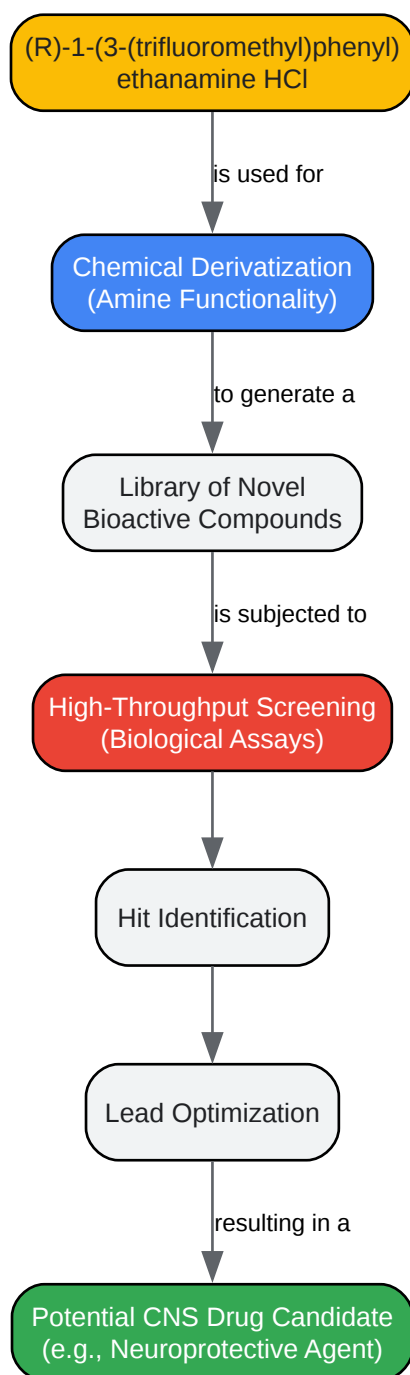 (R)-1-(3-(trifluoromethyl)phenyl)
ethanamine HCl
is used for
Chemical Derivatization
(Amine Functionality)
to generate a
Library of Novel
Bioactive Compounds
is subjected to
High-Throughput Screening
(Biological Assays)
Hit Identification
Lead Optimization
resulting in a
Potential CNS Drug Candidate
(e.g., Neuroprotective Agent)